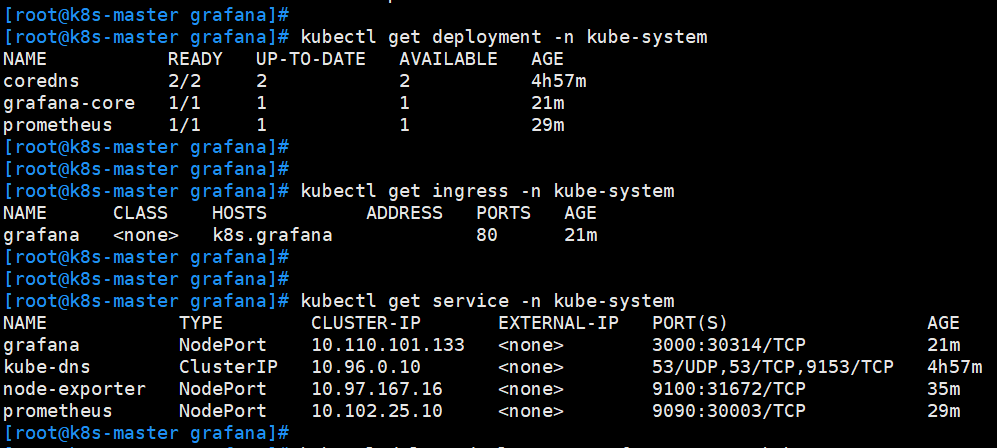 [root@k8s-master grafana]#
[root@k8s-master grafana]# kubectl get deployment -n kube-system
NAME           READY   UP-TO-DATE   AVAILABLE   AGE
coredns        2/2     2            2           4h57m
grafana-core   1/1     1            1           21m
prometheus     1/1     1            1           29m
[root@k8s-master grafana]#
[root@k8s-master grafana]#
[root@k8s-master grafana]# kubectl get ingress -n kube-system
NAME      CLASS    HOSTS         ADDRESS   PORTS   AGE
grafana   <none>   k8s.grafana             80      21m
[root@k8s-master grafana]#
[root@k8s-master grafana]#
[root@k8s-master grafana]# kubectl get service -n kube-system
NAME            TYPE        CLUSTER-IP       EXTERNAL-IP   PORT(S)                  AGE
grafana         NodePort    10.110.101.133   <none>        3000:30314/TCP           21m
kube-dns        ClusterIP   10.96.0.10       <none>        53/UDP,53/TCP,9153/TCP   4h57m
node-exporter   NodePort    10.97.167.16     <none>        9100:31672/TCP           35m
prometheus      NodePort    10.102.25.10     <none>        9090:30003/TCP           29m
[root@k8s-master grafana]#